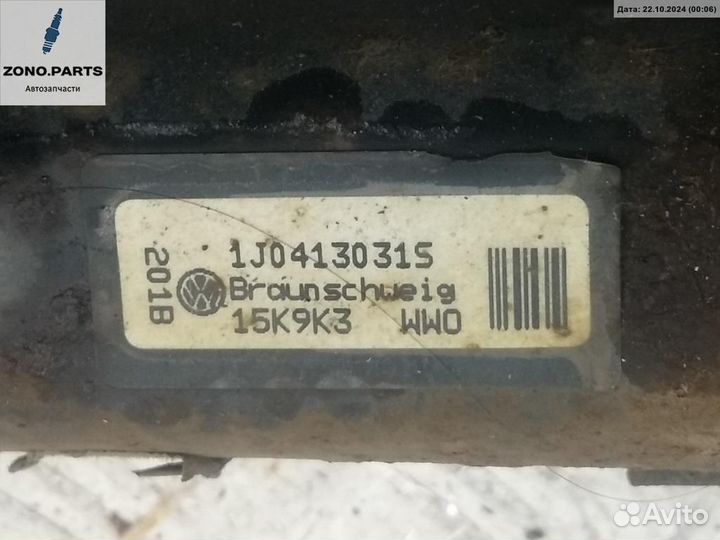 ZONO.PARTS
Автозапчасти
Дата: 22.10.2024 (00:06)
201B
1J0413031S
Braunschweig
15K9K3 WWO
Avito